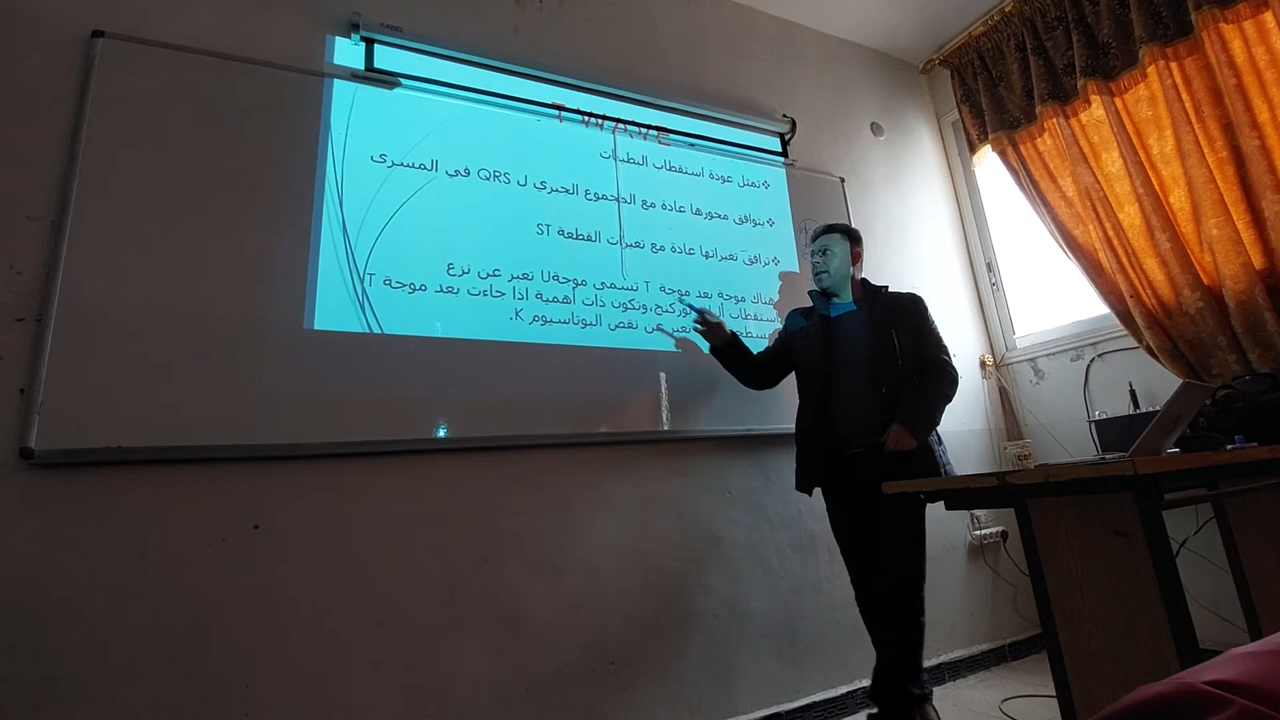 T WAVE
❖تمثل عودة استقطاب البطينات
❖يتوافق محورها عادة مع المجموع الجبري ل QRS في المسرى
❖ترافق تغيراتها عادة مع تغيرات القطعة ST
هناك موجة بعد موجة T تسمى موجةU تعبر عن نزع
استقطاب بوركنج،وتكون ذات أهمية اذا جاءت بعد موجة T
تعبر عن نقص البوتاسيوم K.